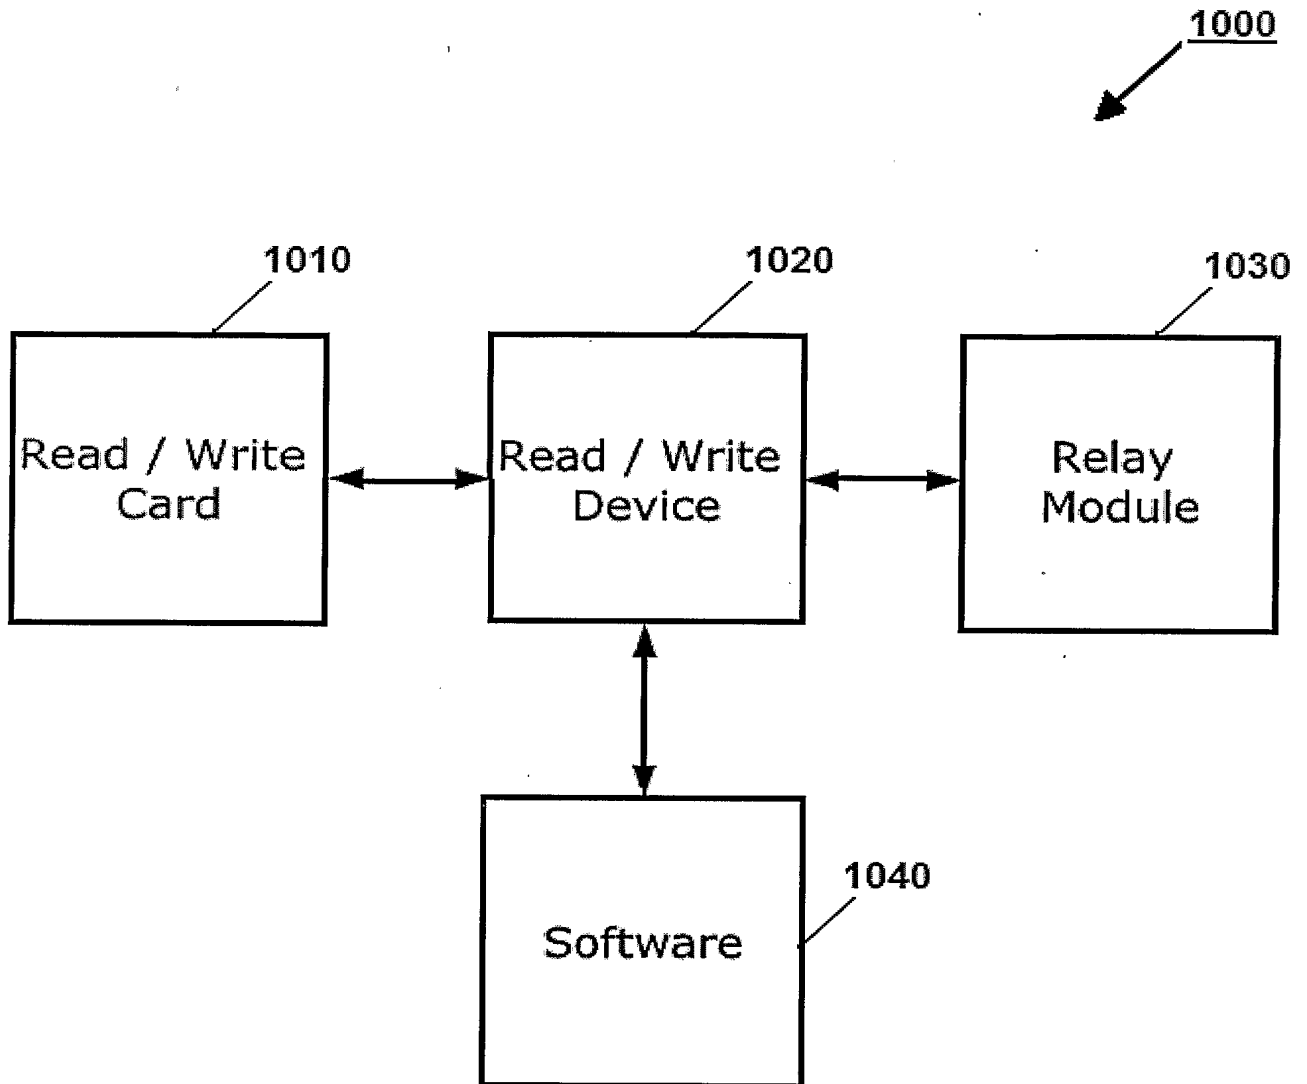 1000
1010
1020
1030
Read / Write
Card
Read / Write
Device
Relay
Module
1040
Software